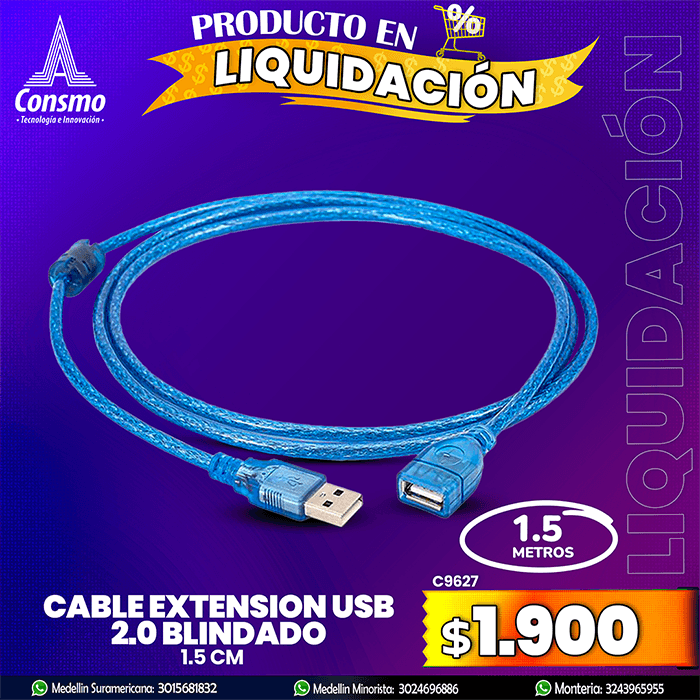 Consmo
• Tecnología e Innovación •
PRODUCTO EN
%
LIQUIDACIÓN
LIQUIDACIÓN
1.5
METROS
C9627
CABLE EXTENSION USB
2.0 BLINDADO
1.5 CM
$1.900
Medellin Suramericana: 3015681832
Medellin Minorista: 3024696886
Monteria: 3243965955